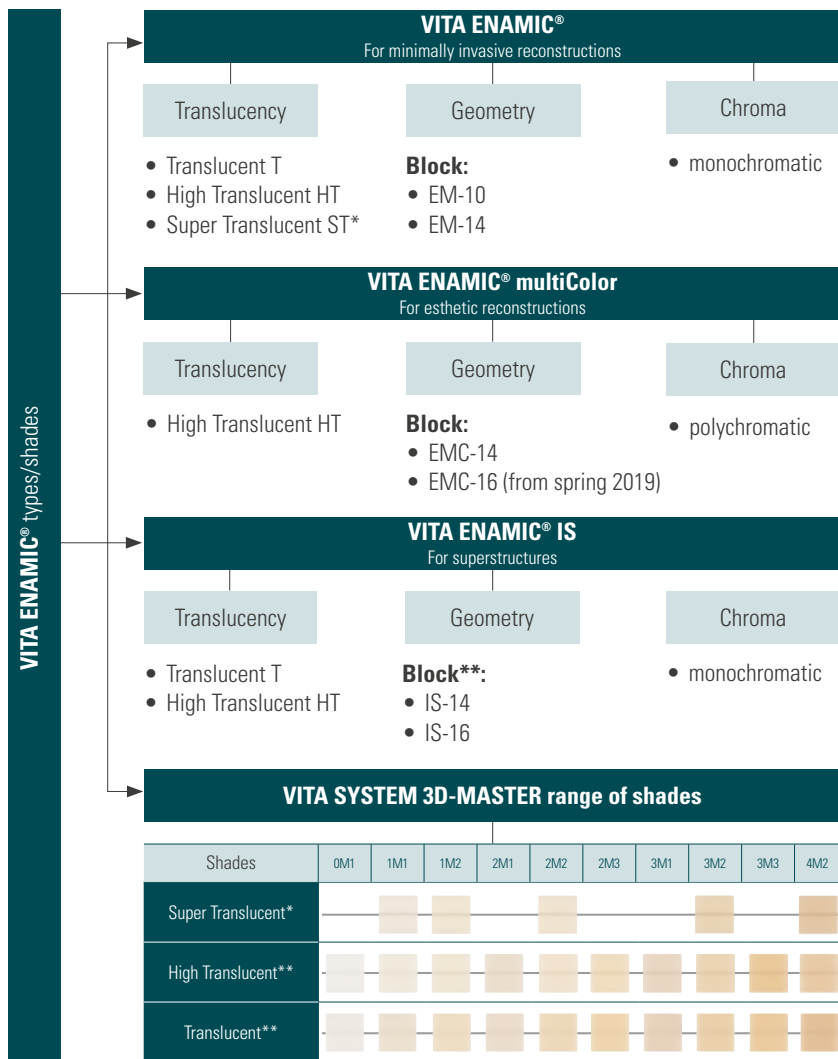 VITA ENAMIC® types/shades
VITA ENAMIC®
For minimally invasive reconstructions
Translucency
Geometry
Chroma
• Translucent T
• High Translucent HT
• Super Translucent ST*
Block:
• EM-10
• EM-14
• monochromatic
VITA ENAMIC® multiColor
For esthetic reconstructions
Translucency
Geometry
Chroma
• High Translucent HT
Block:
• EMC-14
• EMC-16 (from spring 2019)
• polychromatic
VITA ENAMIC® IS
For superstructures
Translucency
Geometry
Chroma
• Translucent T
• High Translucent HT
Block**:
• IS-14
• IS-16
• monochromatic
VITA SYSTEM 3D-MASTER range of shades
Shades 0M1 1M1 1M2 2M1 2M2 2M3 3M1 3M2 3M3 4M2
Super Translucent*
High Translucent**
Translucent**